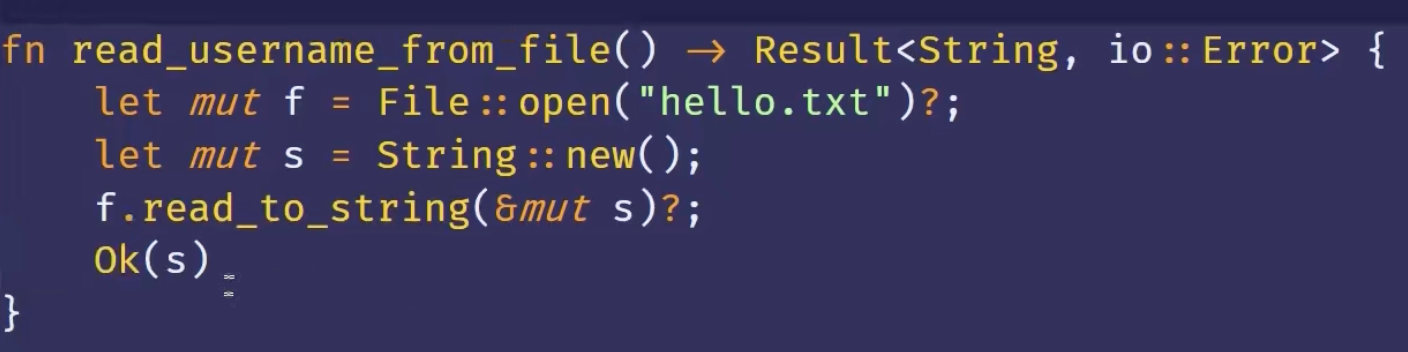 fn read_username_from_file() -> Result<String, io::Error> {
    let mut f = File::open("hello.txt")?;
    let mut s = String::new();
    f.read_to_string(&mut s)?;
    Ok(s)
}